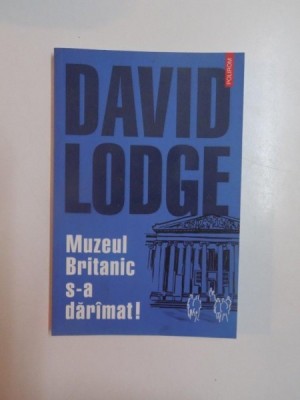 DAVID
LODGE
POLIROM
Muzeul
Britanic
s-a
dărîmat!